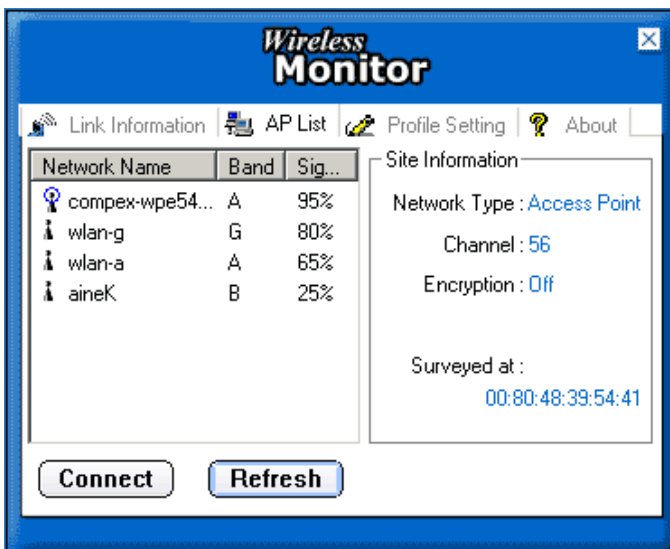 Wireless
Monitor
Link Information AP List Profile Setting About
Network Name Band Sig...
compex-wpe54... A 95%
wlan-g G 80%
wlan-a A 65%
aineK B 25%
Site Information
Network Type : Access Point
Channel : 56
Encryption : Off
Surveyed at :
00:80:48:39:54:41
Connect Refresh